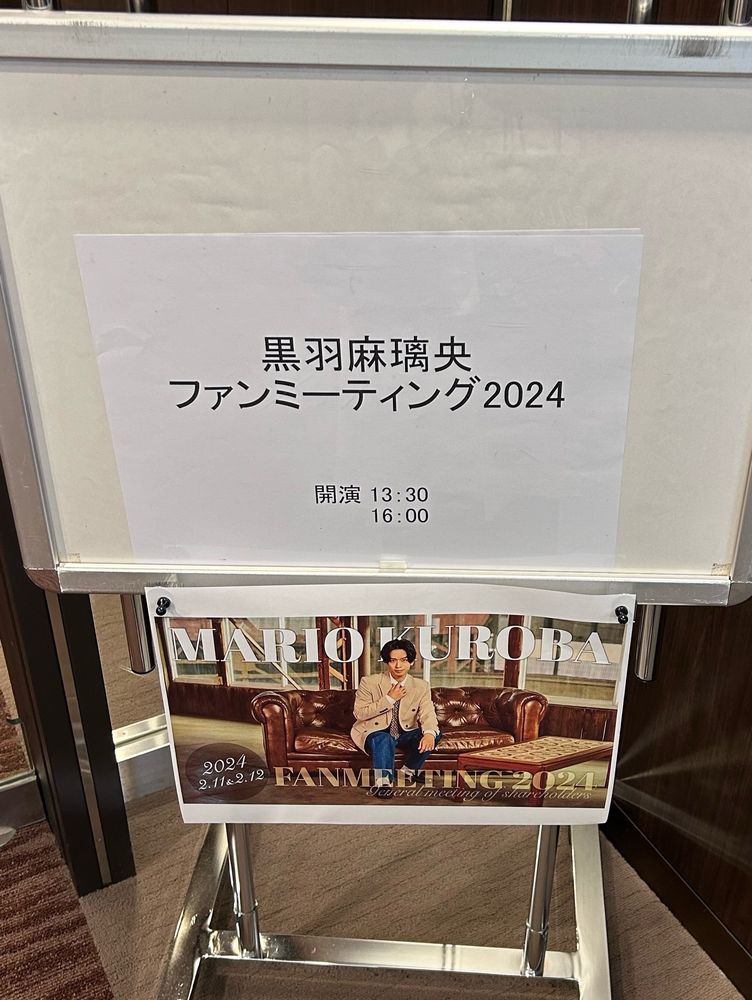 黒羽麻璃央
ファンミーティング2024
開演 13:30
16:00
MARIO KUROBA
2024
2.11&2.12
FANMEETING 2024
General meeting of shareholders